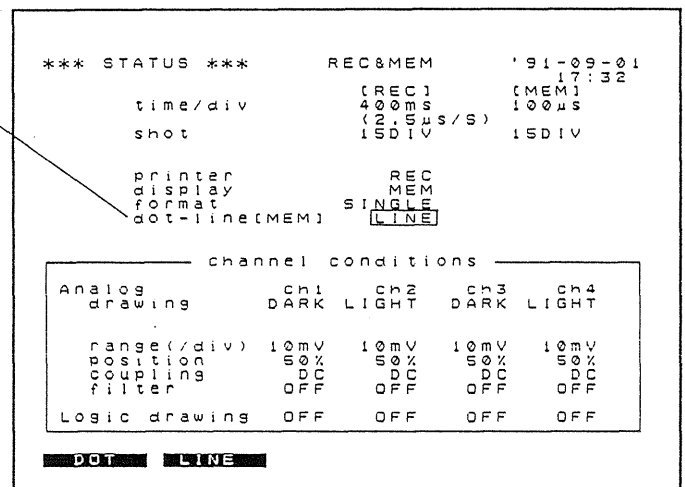 *** STATUS *** REC&MEM '91-09-01
17:32
[REC] [MEM]
time/div 400ms 100µs
(2.5µs/S)
shot 15DIV 15DIV
printer REC
display MEM
format SINGLE
dot-line[MEM] LINE
channel conditions
Analog ch1 ch2 ch3 ch4
drawing DARK LIGHT DARK LIGHT
range(/div) 10mV 10mV 10mV 10mV
position 50% 50% 50% 50%
coupling DC DC DC DC
filter OFF OFF OFF OFF
Logic drawing OFF OFF OFF OFF
DOT LINE